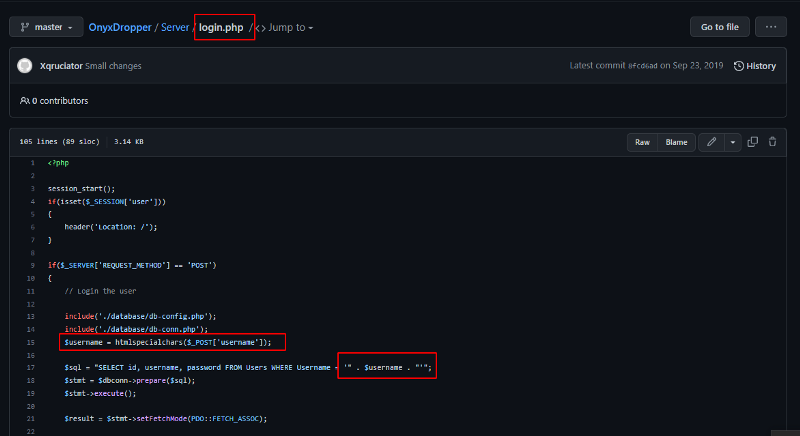 master OnyxDropper / Server / login.php / <> Jump to Go to file ...
Xqruciator Small changes Latest commit 0fcd6ad on Sep 23, 2019 History
0 contributors
105 lines (89 sloc) 3.14 KB Raw Blame
1 <?php
2
3 session_start();
4 if(isset($_SESSION['user']))
5 {
6 header('Location: /');
7 }
8
9 if($_SERVER['REQUEST_METHOD'] == 'POST')
10 {
11 // Login the user
12
13 include('./database/db-config.php');
14 include('./database/db-conn.php');
15 $username = htmlspecialchars($_POST['username']);
16
17 $sql = "SELECT id, username, password FROM Users WHERE Username = '" . $username . "'";
18 $stmt = $dbconn->prepare($sql);
19 $stmt->execute();
20
21 $result = $stmt->setFetchMode(PDO::FETCH_ASSOC);
22